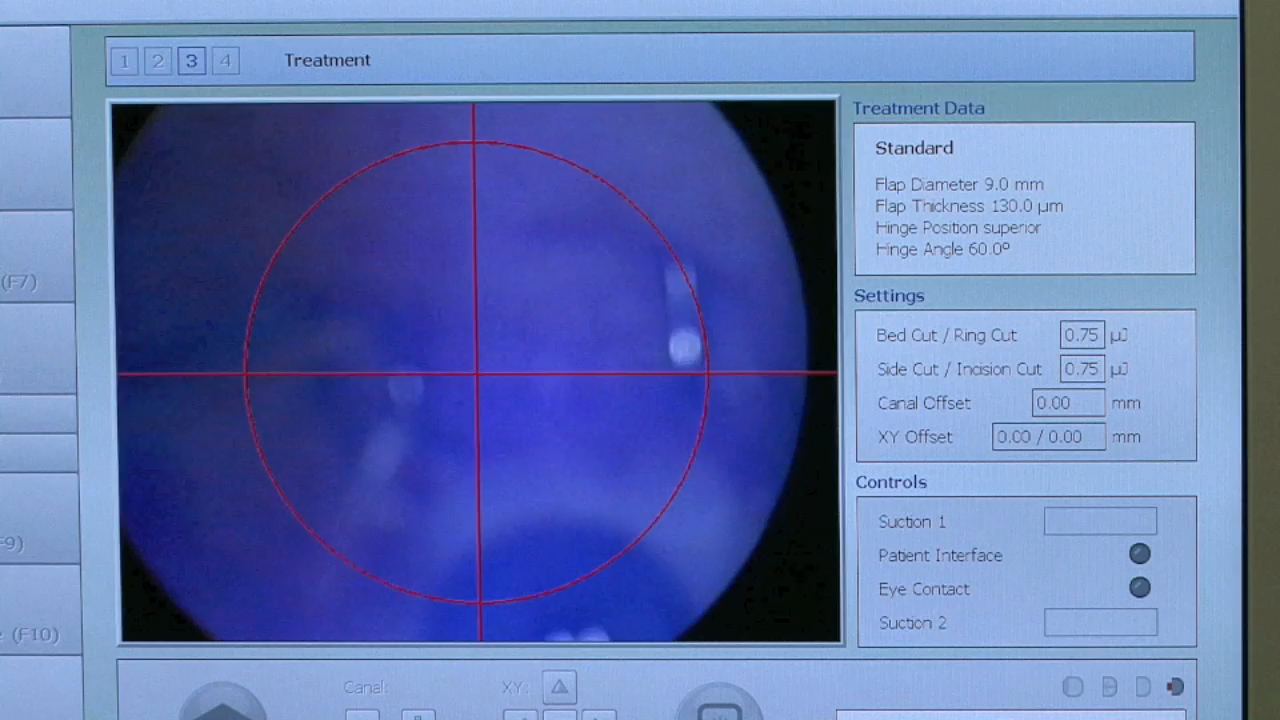 1 2 3 4 Treatment
Treatment Data
Standard
Flap Diameter 9.0 mm
Flap Thickness 130.0 µm
Hinge Position superior
Hinge Angle 60.0º
(F7)
Settings
Bed Cut / Ring Cut 0.75 µJ
Side Cut / Incision Cut 0.75 µJ
Canal Offset 0.00 mm
XY Offset 0.00 / 0.00 mm
Controls
Suction 1
F9)
Patient Interface
Eye Contact
Suction 2
(F10)
Canal:
XY: